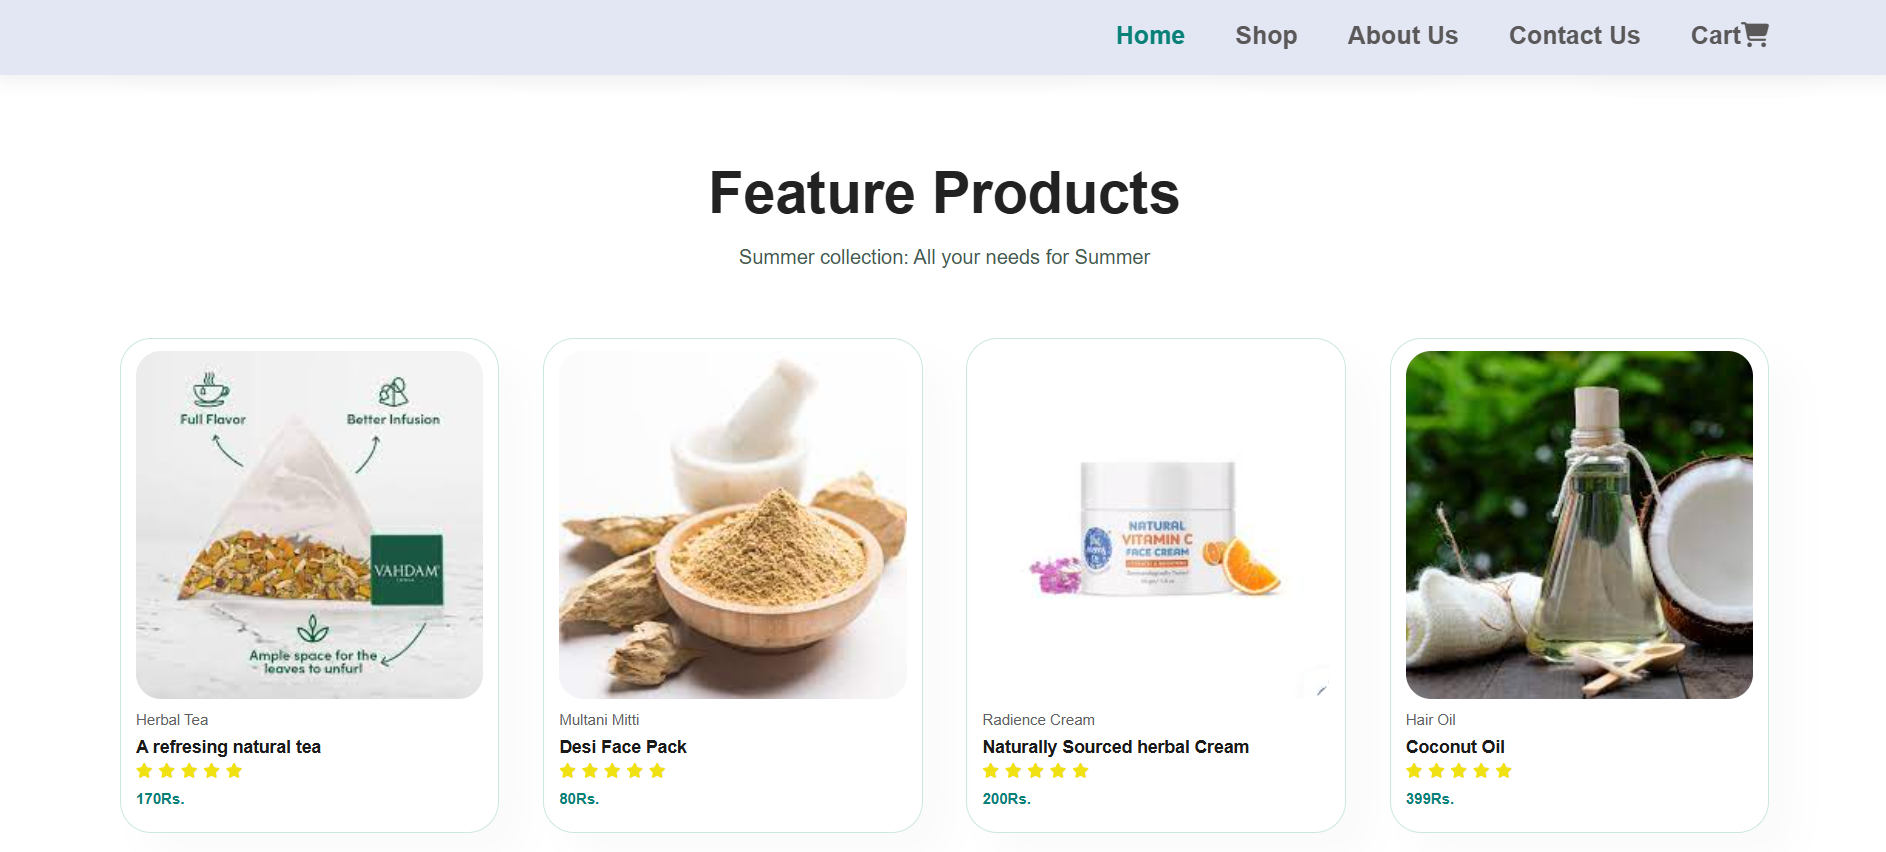 Home Shop About Us Contact Us Cart
Feature Products
Summer collection: All your needs for Summer
Full Flavor
Better Infusion
VAHDAM
Ample space for the
leaves to unfurl
Herbal Tea
A refresing natural tea
170Rs.
Multani Mitti
Desi Face Pack
80Rs.
NATURAL
VITAMIN C
FACE CREAM
Radience Cream
Naturally Sourced herbal Cream
200Rs.
Hair Oil
Coconut Oil
399Rs.